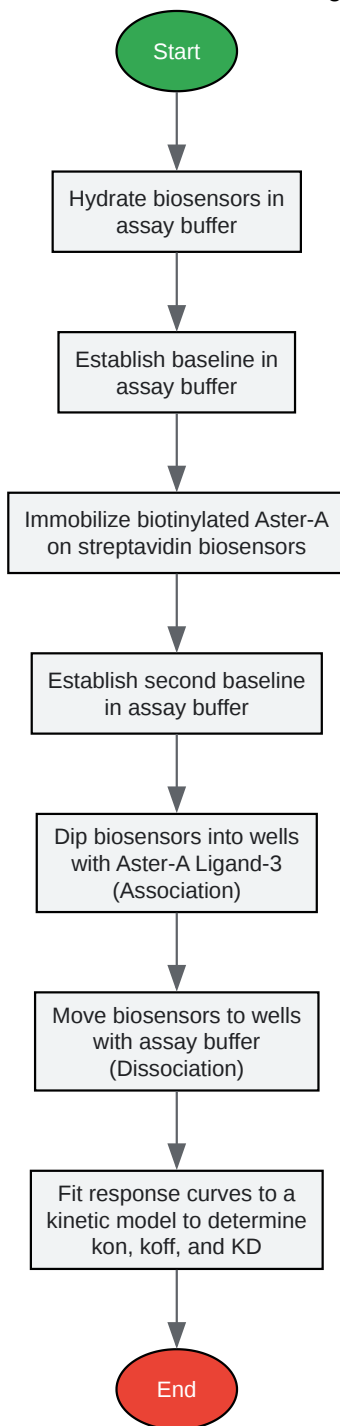 Start
Hydrate biosensors in
assay buffer
Establish baseline in
assay buffer
Immobilize biotinylated Aster-A
on streptavidin biosensors
Establish second baseline
in assay buffer
Dip biosensors into wells
with Aster-A Ligand-3
(Association)
Move biosensors to wells
with assay buffer
(Dissociation)
Fit response curves to a
kinetic model to determine
kon, koff, and KD
End